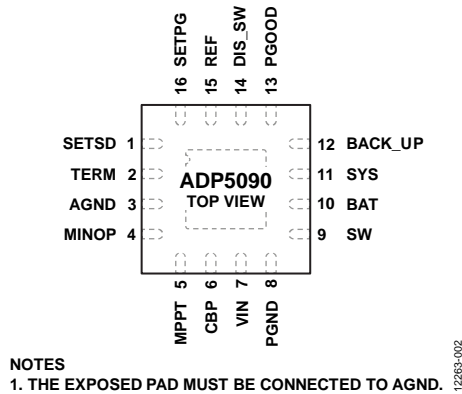 16 SETPG
15 REF
14 DIS_SW
13 PGOOD
SETSD 1
TERM 2
AGND 3
MINOP 4
ADP5090
TOP VIEW
12 BACK_UP
11 SYS
10 BAT
9 SW
MPPT 5
CBP 6
VIN 7
PGND 8
NOTES
1. THE EXPOSED PAD MUST BE CONNECTED TO AGND.
12263-002